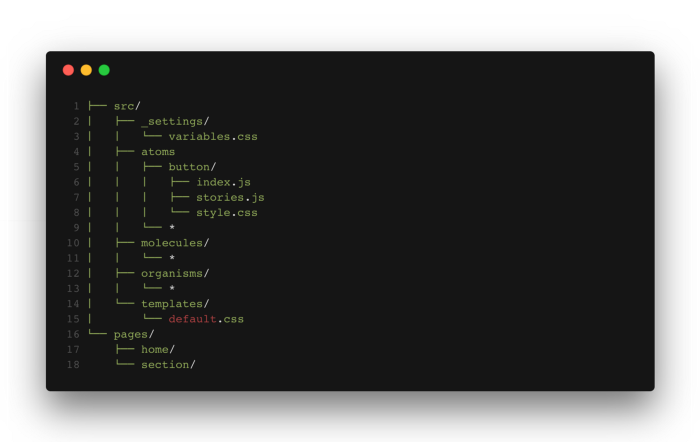 1 ├── src/
2 │   ├── _settings/
3 │   │   └── variables.css
4 │   ├── atoms
5 │   │   ├── button/
6 │   │   │   ├── index.js
7 │   │   │   ├── stories.js
8 │   │   │   └── style.css
9 │   │   └── *
10 │   ├── molecules/
11 │   │   └── *
12 │   ├── organisms/
13 │   │   └── *
14 │   └── templates/
15 │       └── default.css
16 └── pages/
17     ├── home/
18     └── section/